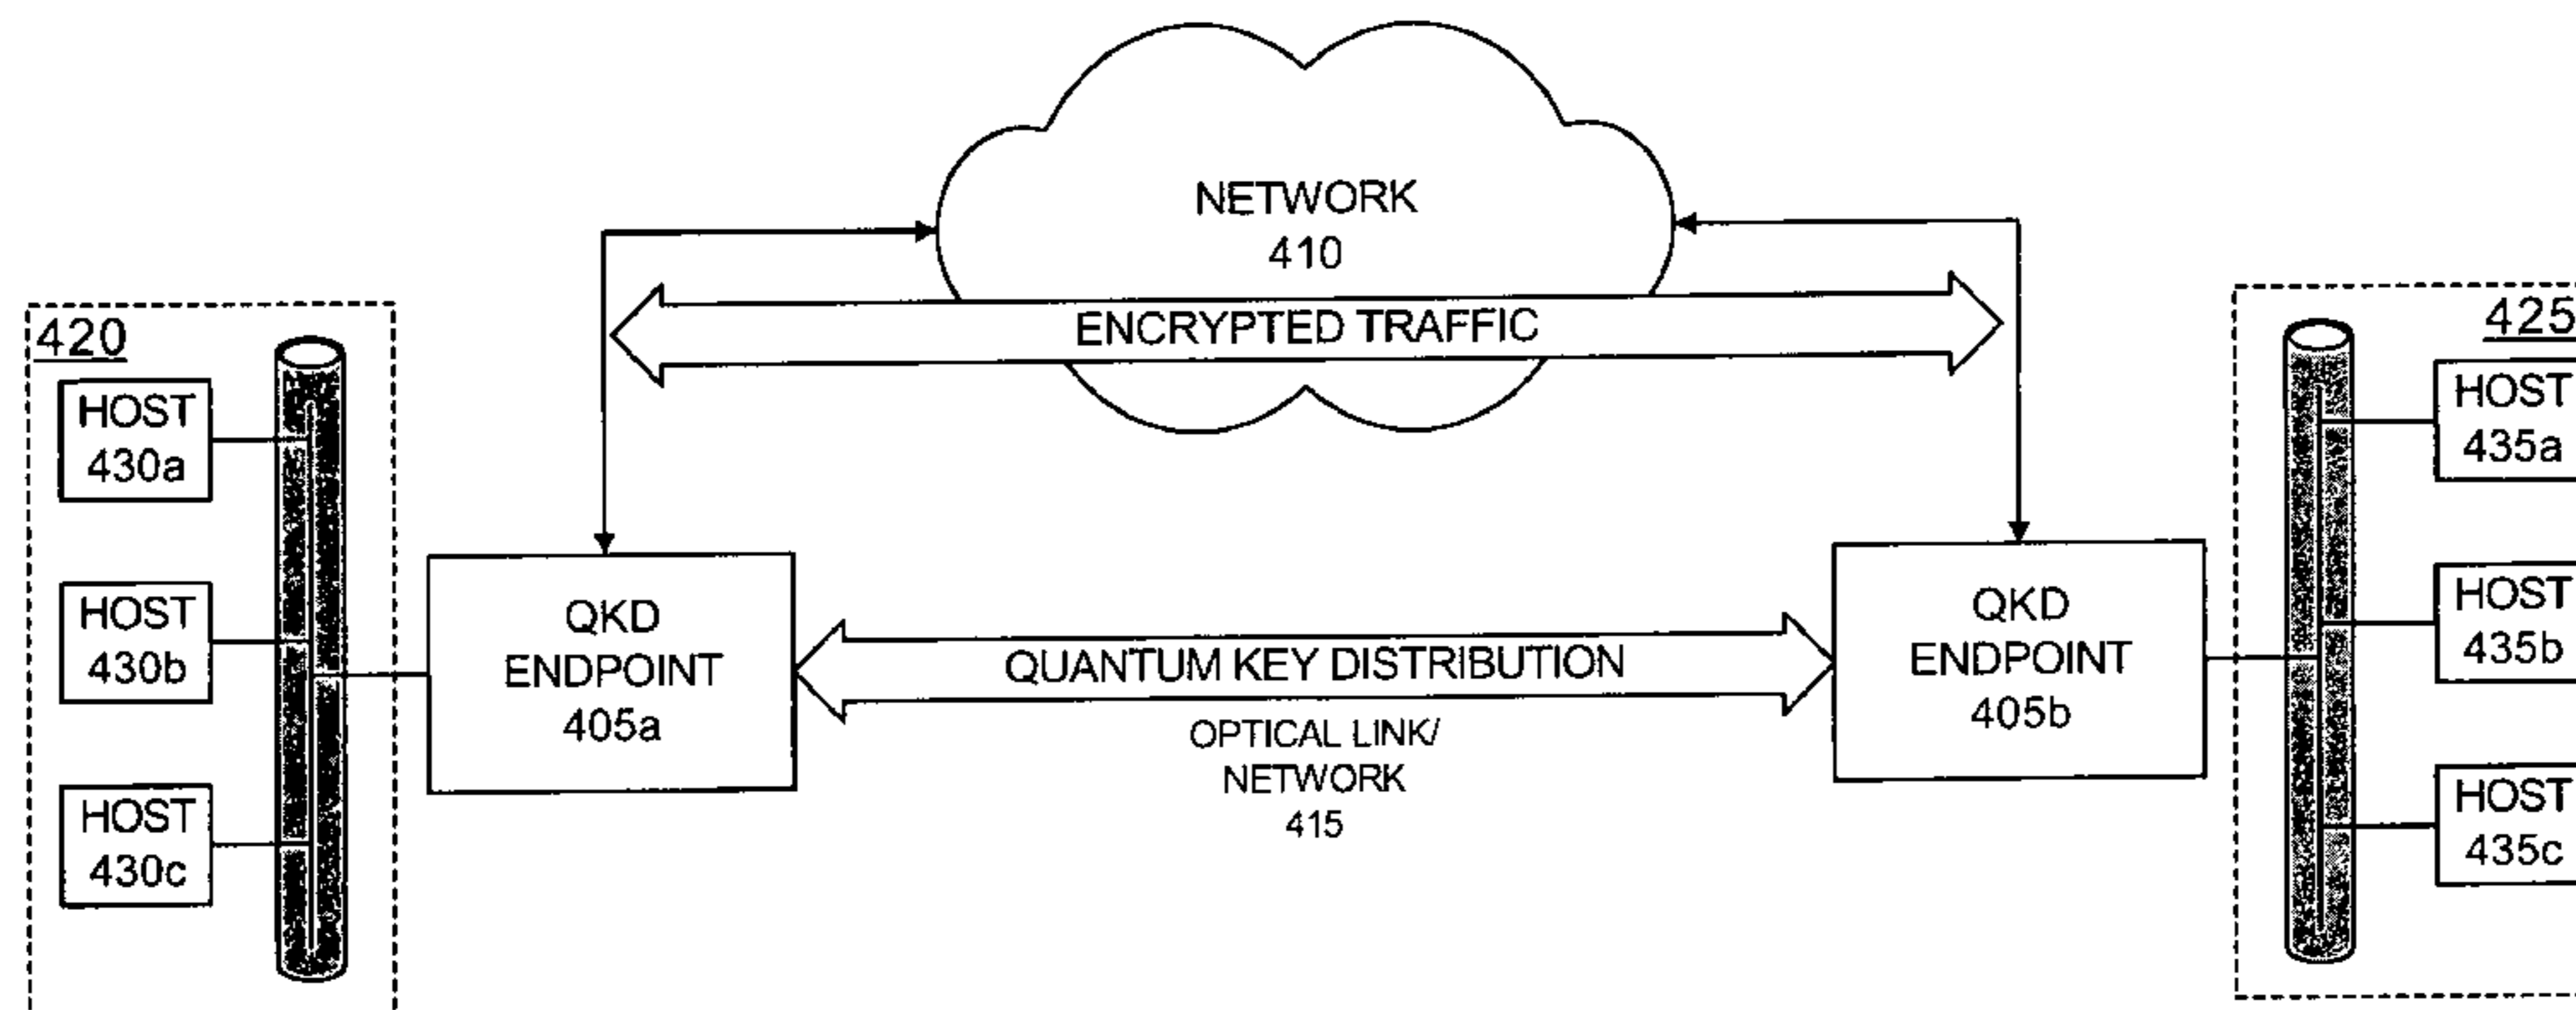 NETWORK
410
ENCRYPTED TRAFFIC
420
HOST
430a
HOST
430b
HOST
430c
QKD
ENDPOINT
405a
QUANTUM KEY DISTRIBUTION
OPTICAL LINK/
NETWORK
415
QKD
ENDPOINT
405b
425
HOST
435a
HOST
435b
HOST
435c